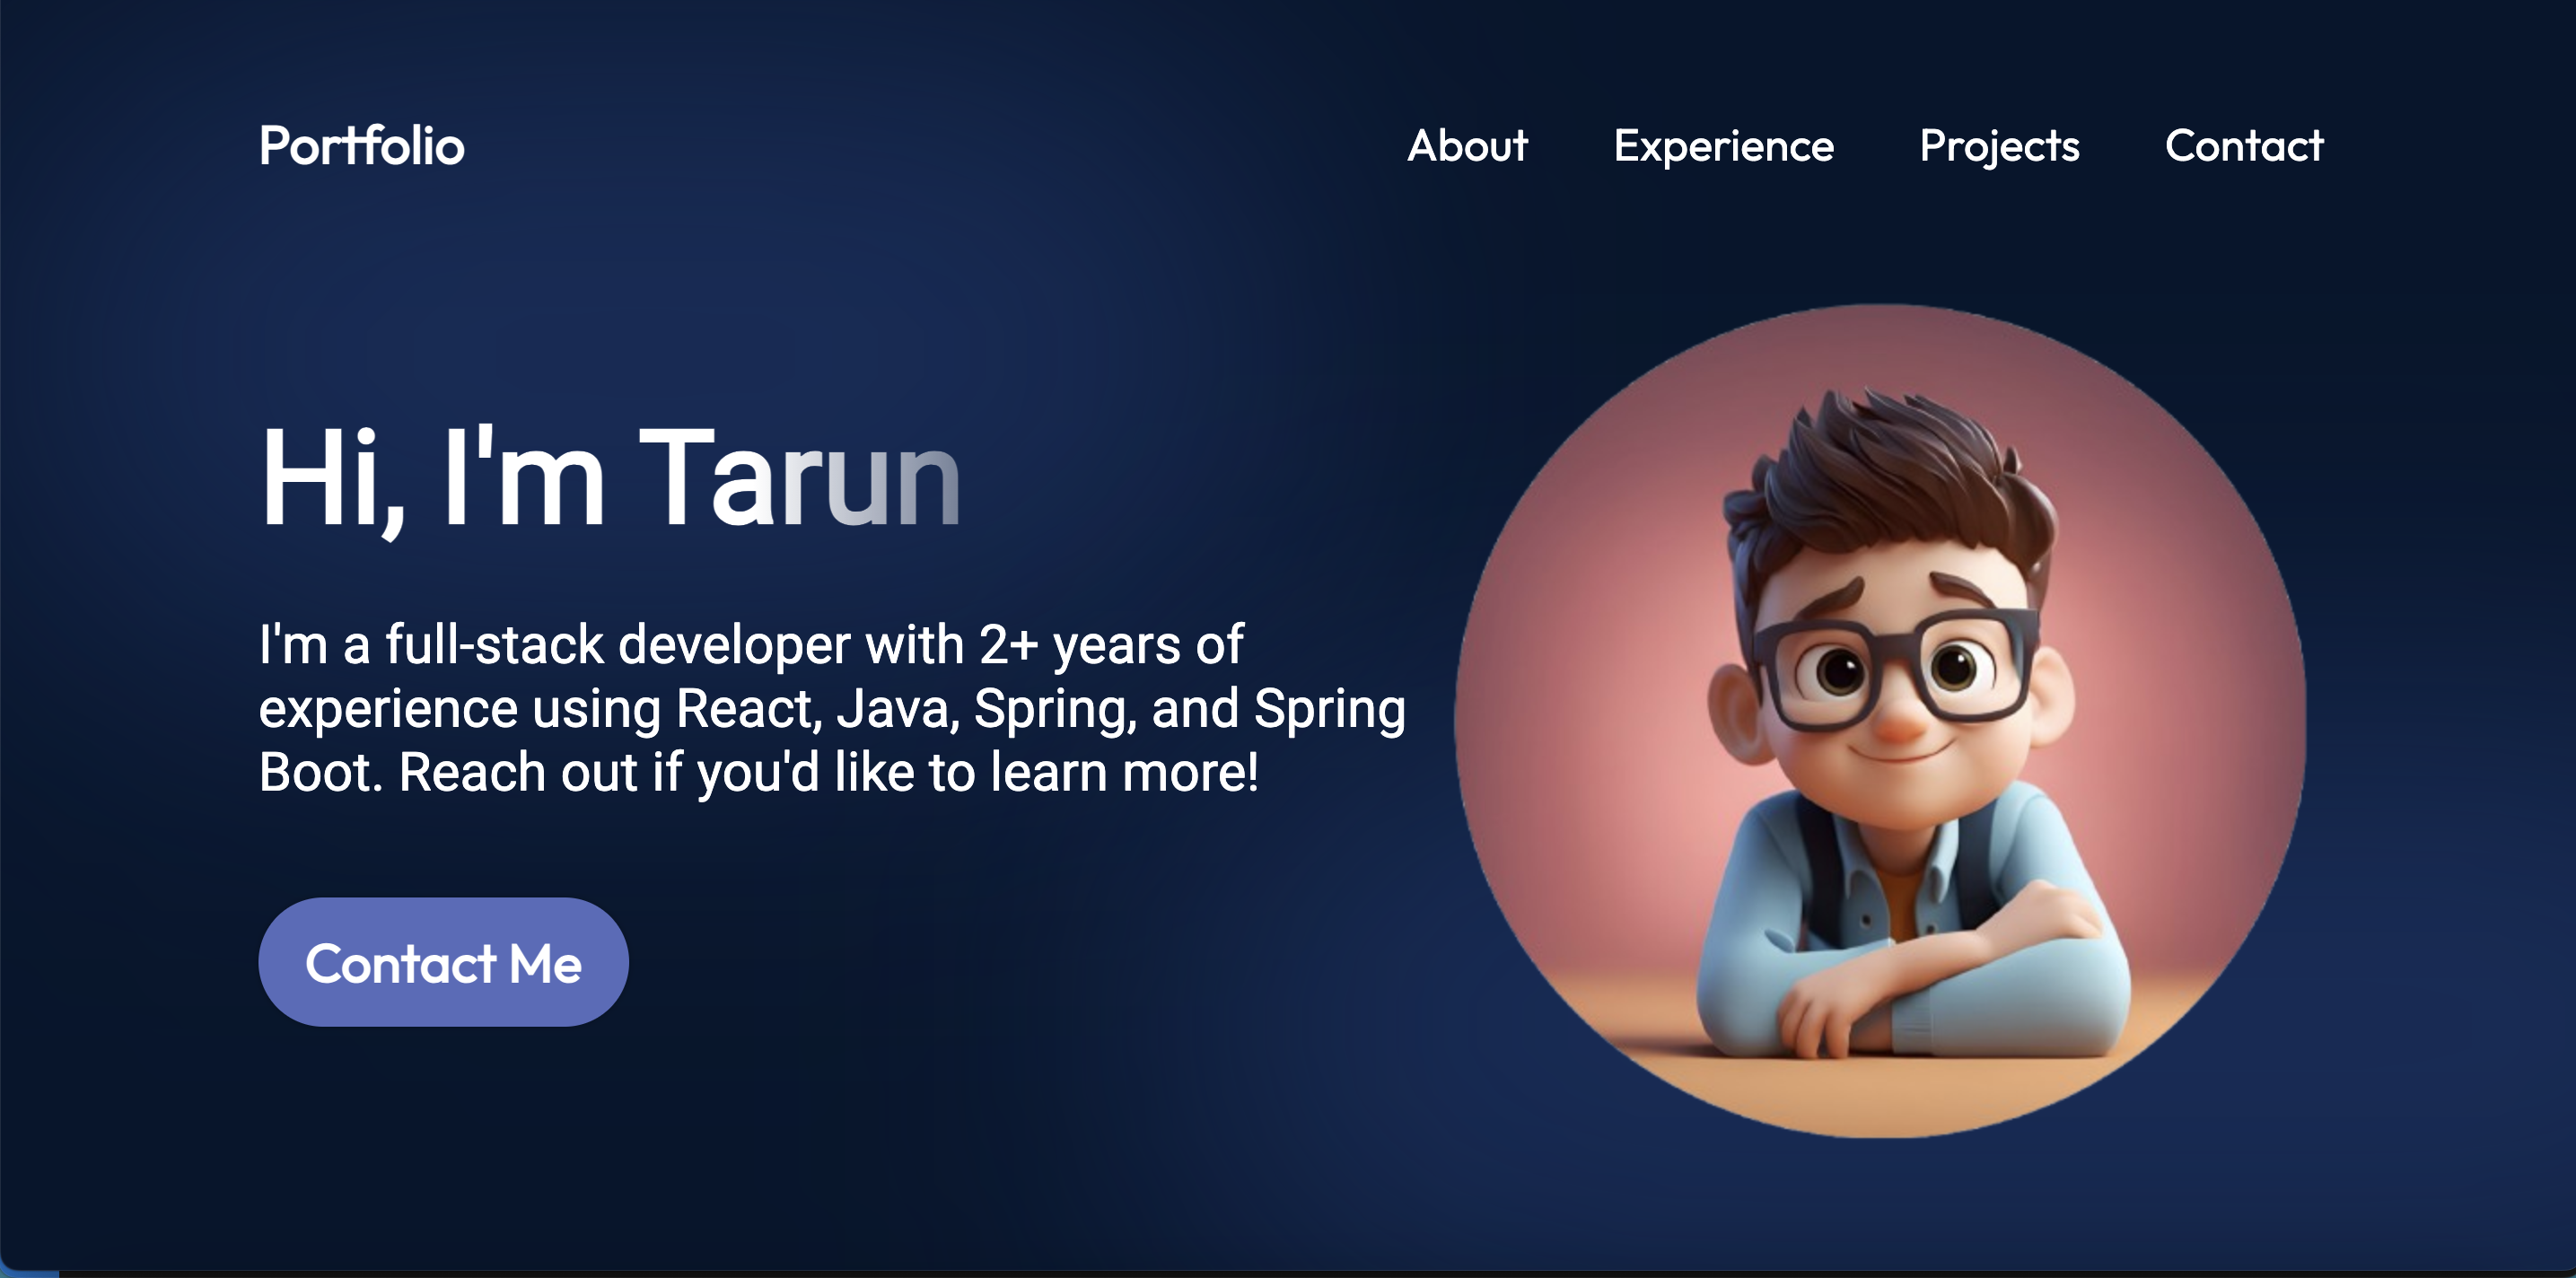 Portfolio
About Experience Projects Contact
Hi, I'm Tarun
I'm a full-stack developer with 2+ years of
experience using React, Java, Spring, and Spring
Boot. Reach out if you'd like to learn more!
Contact Me